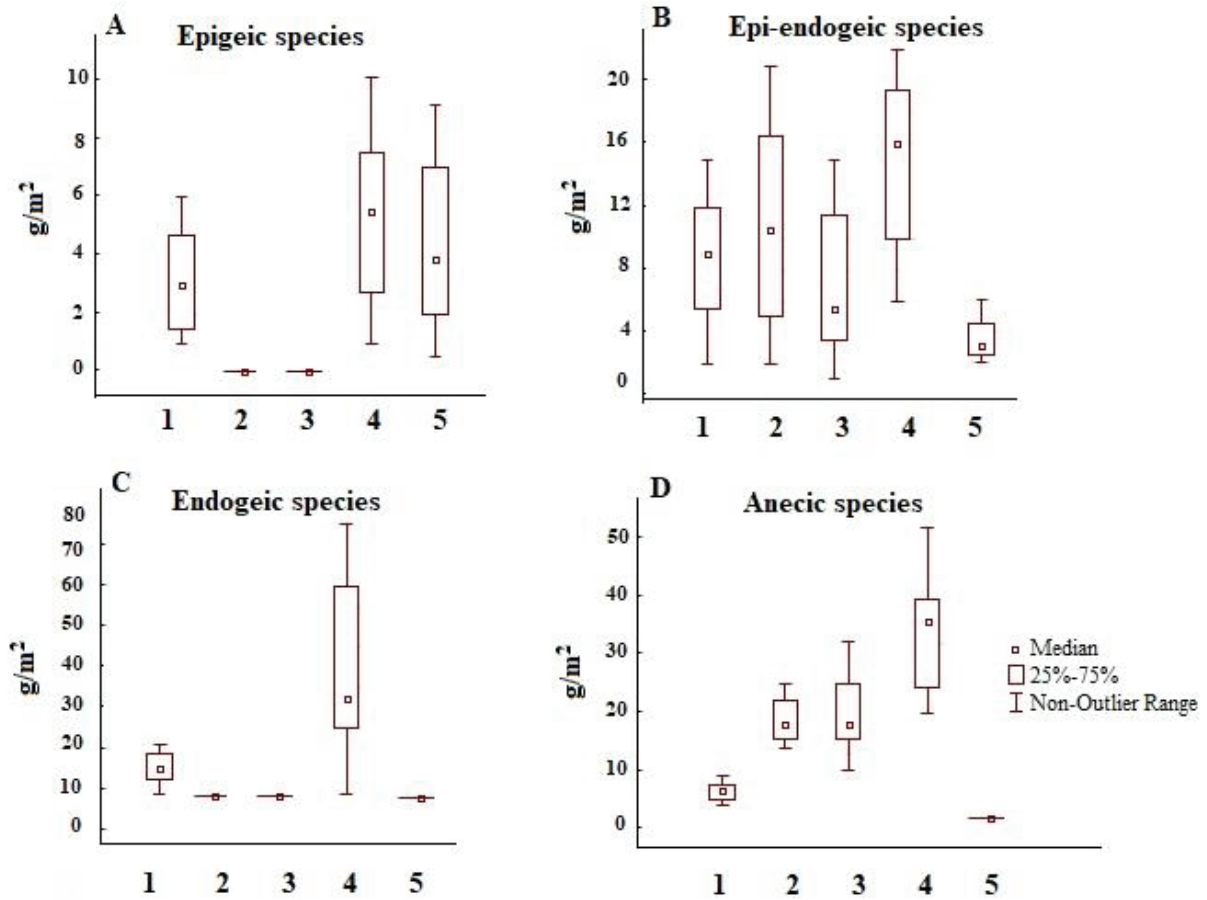 A
Epigeic species
10
8
6
4
2
0
g/m²
1 2 3 4 5
B
Epi-endogeic species
20
16
12
8
4
0
g/m²
1 2 3 4 5
C
Endogeic species
80
70
60
50
40
30
20
10
0
g/m²
1 2 3 4 5
D
Anecic species
50
40
30
20
10
0
g/m²
1 2 3 4 5
Median
25%-75%
Non-Outlier Range